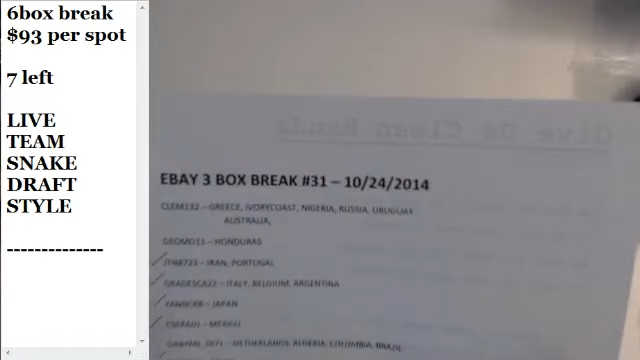 6box break
$93 per spot
7 left
LIVE
TEAM
SNAKE
DRAFT
STYLE
--------------
Give Us Clean Hands
EBAY 3 BOX BREAK #31 – 10/24/2014
CLEM132 – GREECE, IVORYCOAST, NIGERIA, RUSSIA, URUGUAY
AUSTRALIA,
GEOMO11 – HONDURAS
JTN8723 – IRAN, PORTUGAL
GRADESCA22 – ITALY, BELGIUM, ARGENTINA
– JAPAN
– MEXICO
– NETHERLANDS, ALGERIA, COLOMBIA, BRAZIL